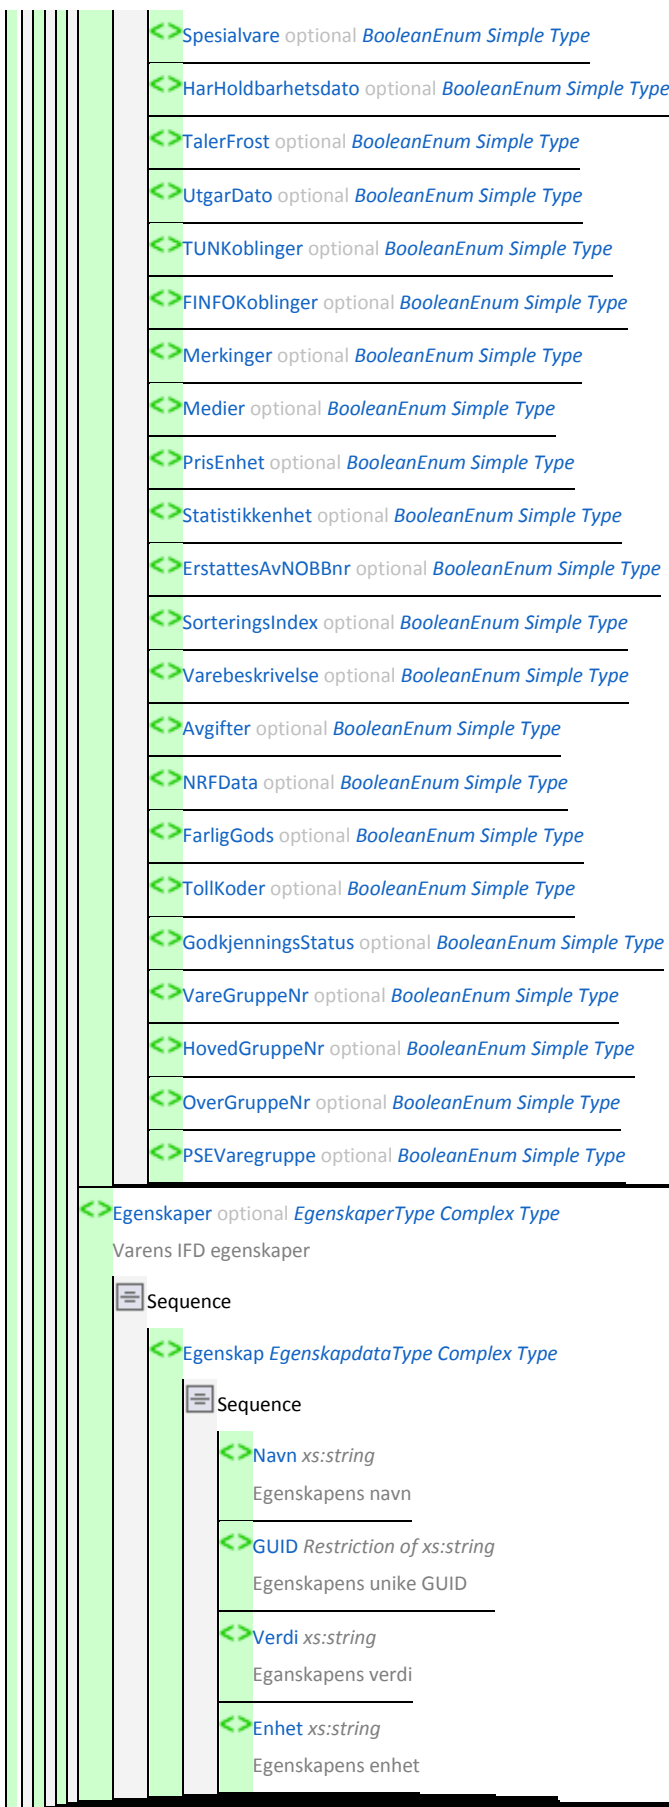 Spesialvare optional BooleanEnum Simple Type
HarHoldbarhetsdato optional BooleanEnum Simple Type
TalerFrost optional BooleanEnum Simple Type
UtgarDato optional BooleanEnum Simple Type
TUNKoblinger optional BooleanEnum Simple Type
FINFOKoblinger optional BooleanEnum Simple Type
Merkinger optional BooleanEnum Simple Type
Medier optional BooleanEnum Simple Type
PrisEnhet optional BooleanEnum Simple Type
Statistikkenhet optional BooleanEnum Simple Type
ErstattesAvNOBBnr optional BooleanEnum Simple Type
SorteringsIndex optional BooleanEnum Simple Type
Varebeskrivelse optional BooleanEnum Simple Type
Avgifter optional BooleanEnum Simple Type
NRFData optional BooleanEnum Simple Type
FarligGods optional BooleanEnum Simple Type
TollKoder optional BooleanEnum Simple Type
GodkjenningsStatus optional BooleanEnum Simple Type
VareGruppeNr optional BooleanEnum Simple Type
HovedGruppeNr optional BooleanEnum Simple Type
OverGruppeNr optional BooleanEnum Simple Type
PSEVaregruppe optional BooleanEnum Simple Type
Egenskaper optional EgenskaperType Complex Type
Varens IFD egenskaper
Sequence
Egenskap EgenskapdataType Complex Type
Sequence
Navn xs:string
Egenskapens navn
GUID Restriction of xs:string
Egenskapens unike GUID
Verdi xs:string
Eganskapens verdi
Enhet xs:string
Egenskapens enhet